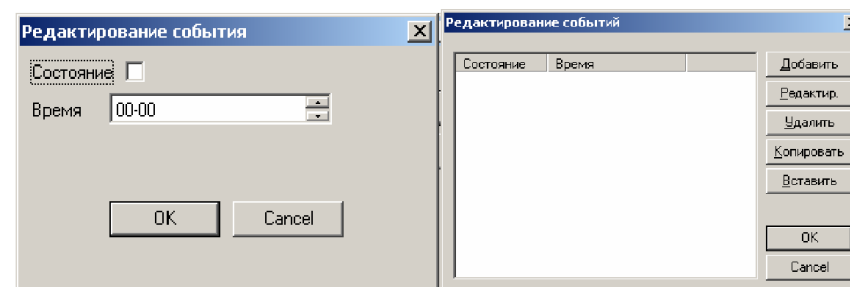 Редактирование события
Состояние
Время 00-00
OK Cancel
Редактирование событий
Состояние Время
Добавить
Редактир.
Удалить
Копировать
Вставить
OK
Cancel